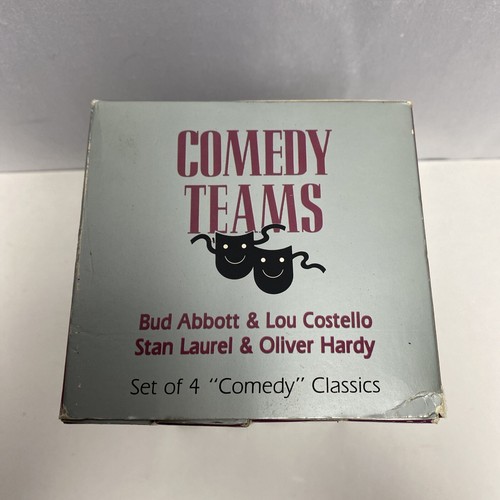 COMEDY
TEAMS
Bud Abbott & Lou Costello
Stan Laurel & Oliver Hardy
Set of 4 "Comedy" Classics